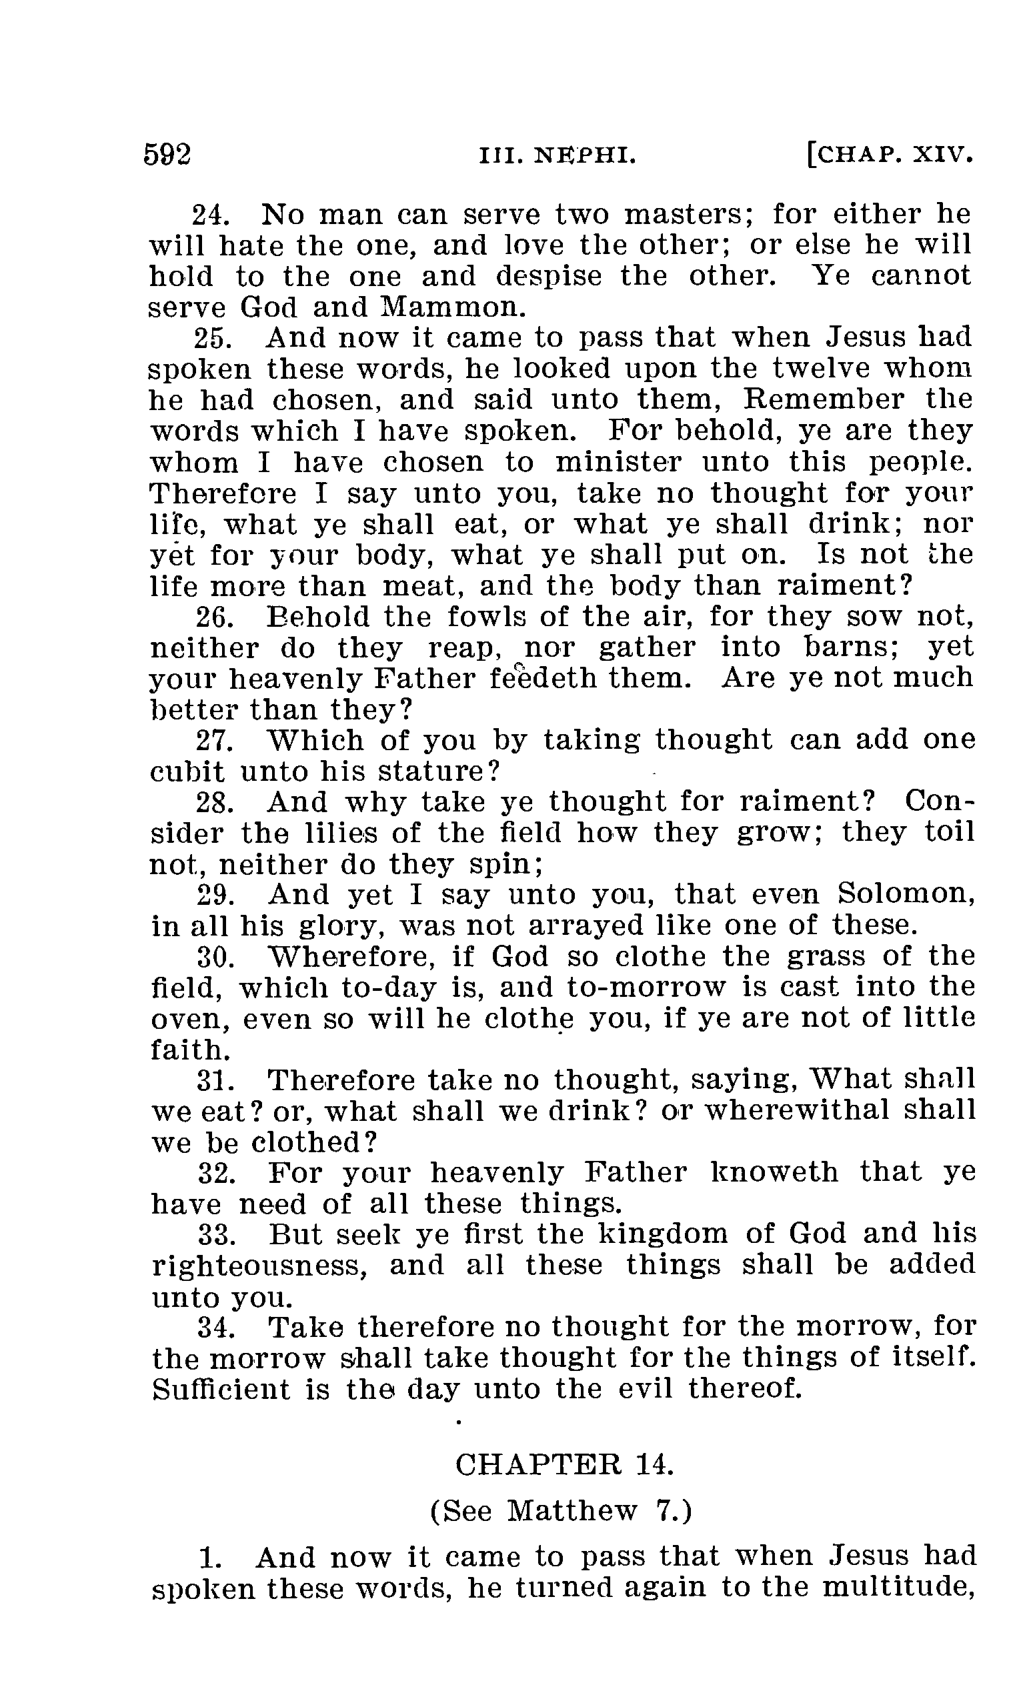 592 III. NEPHI. [CHAP. XIV.
24. No man can serve two masters; for either he
will hate the one, and love the other; or else he will
hold to the one and despise the other. Ye cannot
serve God and Mammon.
25. And now it came to pass that when Jesus had
spoken these words, he looked upon the twelve whom
he had chosen, and said unto them, Remember the
words which I have spoken. For behold, ye are they
whom I have chosen to minister unto this people.
Therefore I say unto you, take no thought for your
life, what ye shall eat, or what ye shall drink; nor
yet for your body, what ye shall put on. Is not the
life more than meat, and the body than raiment?
26. Behold the fowls of the air, for they sow not,
neither do they reap, nor gather into barns; yet
your heavenly Father feedeth them. Are ye not much
better than they?
27. Which of you by taking thought can add one
cubit unto his stature?
28. And why take ye thought for raiment? Con-
sider the lilies of the field how they grow; they toil
not, neither do they spin;
29. And yet I say unto you, that even Solomon,
in all his glory, was not arrayed like one of these.
30. Wherefore, if God so clothe the grass of the
field, which to-day is, and to-morrow is cast into the
oven, even so will he clothe you, if ye are not of little
faith.
31. Therefore take no thought, saying, What shall
we eat? or, what shall we drink? or wherewithal shall
we be clothed?
32. For your heavenly Father knoweth that ye
have need of all these things.
33. But seek ye first the kingdom of God and his
righteousness, and all these things shall be added
unto you.
34. Take therefore no thought for the morrow, for
the morrow shall take thought for the things of itself.
Sufficient is the day unto the evil thereof.
CHAPTER 14.
(See Matthew 7.)
1. And now it came to pass that when Jesus had
spoken these words, he turned again to the multitude,